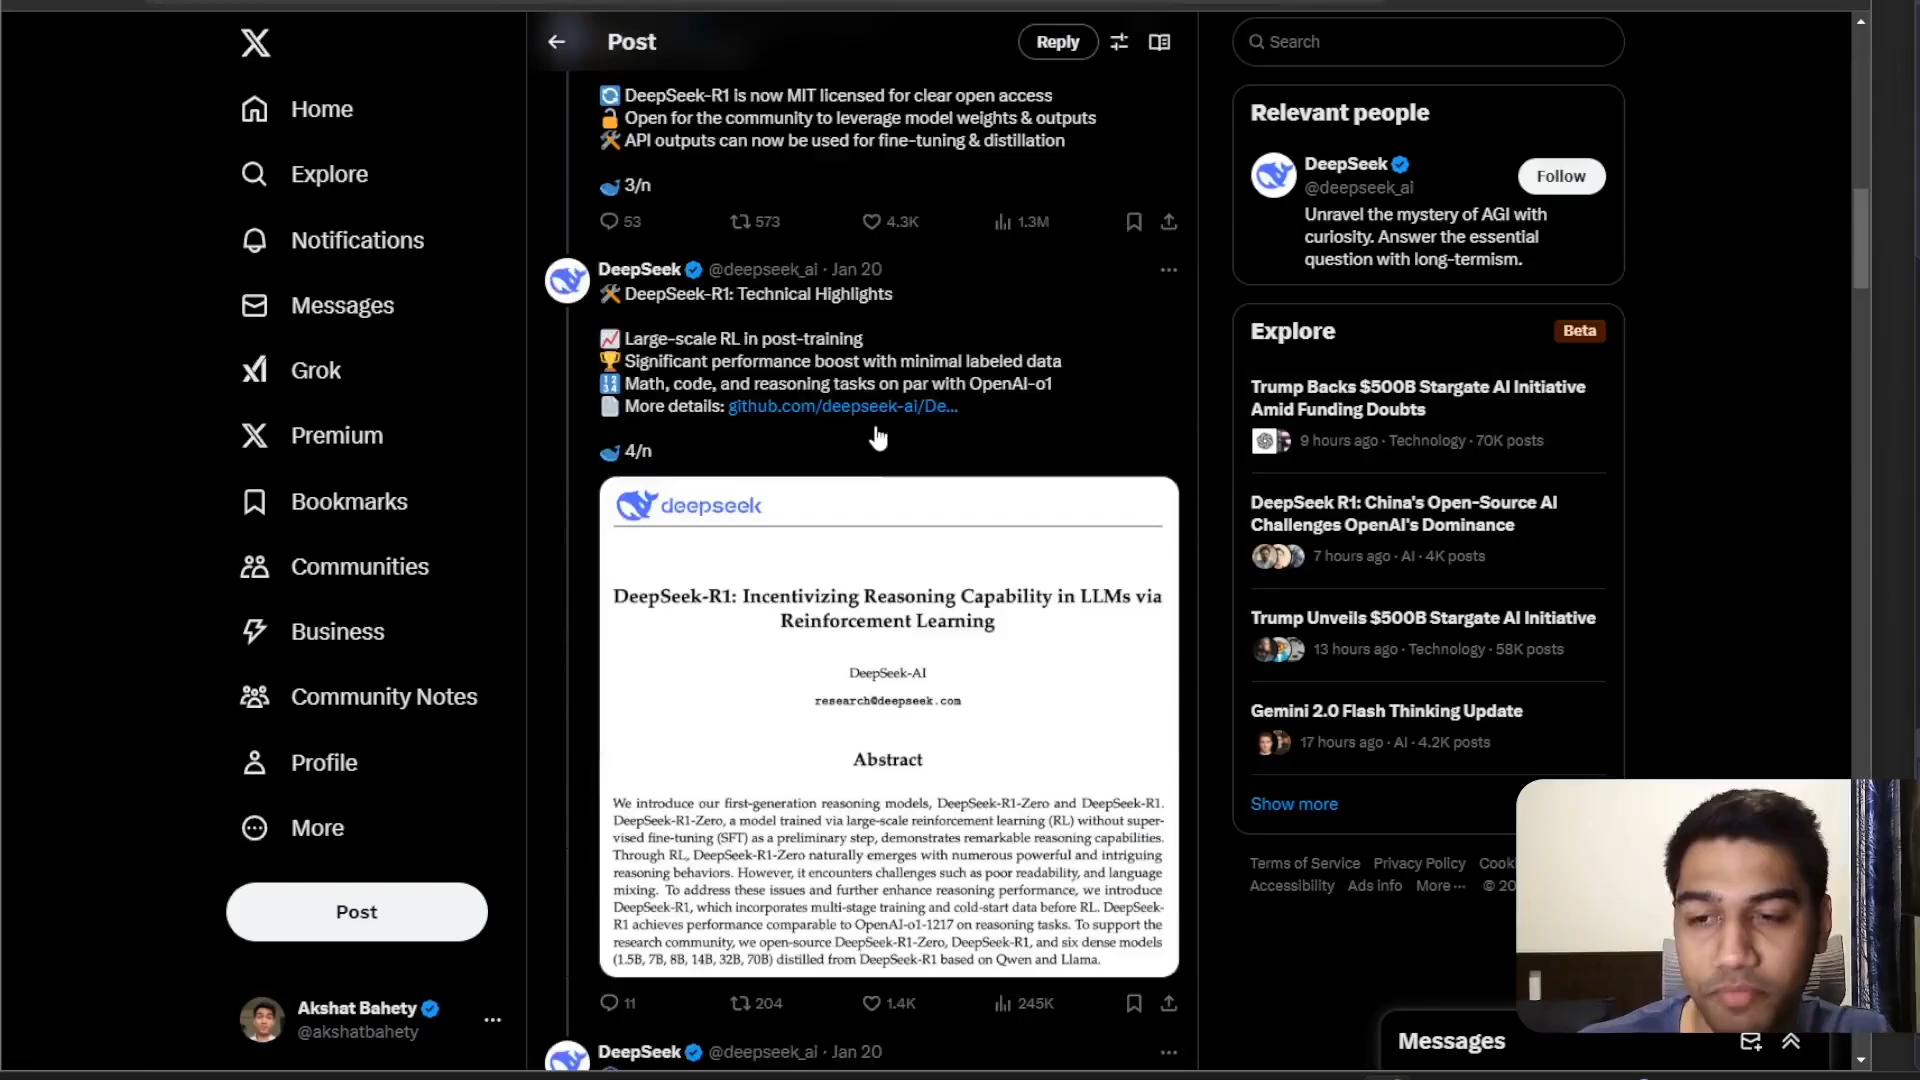 Home
Explore
Notifications
Messages
Grok
Premium
Bookmarks
Communities
Business
Community Notes
Profile
More
Post
Akshat Bahety
@akshatbahety
Post
Reply
DeepSeek-R1 is now MIT licensed for clear open access
Open for the community to leverage model weights & outputs
API outputs can now be used for fine-tuning & distillation
3/n
53 573 4.3K 1.3M
DeepSeek @deepseek_ai · Jan 20
DeepSeek-R1: Technical Highlights
Large-scale RL in post-training
Significant performance boost with minimal labeled data
Math, code, and reasoning tasks on par with OpenAI-o1
More details: github.com/deepseek-ai/De...
4/n
deepseek
DeepSeek-R1: Incentivizing Reasoning Capability in LLMs via
Reinforcement Learning
DeepSeek-AI
research@deepseek.com
Abstract
We introduce our first-generation reasoning models, DeepSeek-R1-Zero and DeepSeek-R1.
DeepSeek-R1-Zero, a model trained via large-scale reinforcement learning (RL) without super-
vised fine-tuning (SFT) as a preliminary step, demonstrates remarkable reasoning capabilities.
Through RL, DeepSeek-R1-Zero naturally emerges with numerous powerful and intriguing
reasoning behaviors. However, it encounters challenges such as poor readability, and language
mixing. To address these issues and further enhance reasoning performance, we introduce
DeepSeek-R1, which incorporates multi-stage training and cold-start data before RL. DeepSeek-
R1 achieves performance comparable to OpenAI-o1-1217 on reasoning tasks. To support the
research community, we open-source DeepSeek-R1-Zero, DeepSeek-R1, and six dense models
(1.5B, 7B, 8B, 14B, 32B, 70B) distilled from DeepSeek-R1 based on Qwen and Llama.
11 204 1.4K 245K
DeepSeek @deepseek_ai · Jan 20
Search
Relevant people
DeepSeek
@deepseek_ai
Follow
Unravel the mystery of AGI with
curiosity. Answer the essential
question with long-termism.
Explore
Beta
Trump Backs $500B Stargate AI Initiative
Amid Funding Doubts
9 hours ago · Technology · 70K posts
DeepSeek R1: China's Open-Source AI
Challenges OpenAI's Dominance
7 hours ago · AI · 4K posts
Trump Unveils $500B Stargate AI Initiative
13 hours ago · Technology · 58K posts
Gemini 2.0 Flash Thinking Update
17 hours ago · AI · 4.2K posts
Show more
Terms of Service Privacy Policy Cook
Accessibility Ads info More ··· © 20
Messages